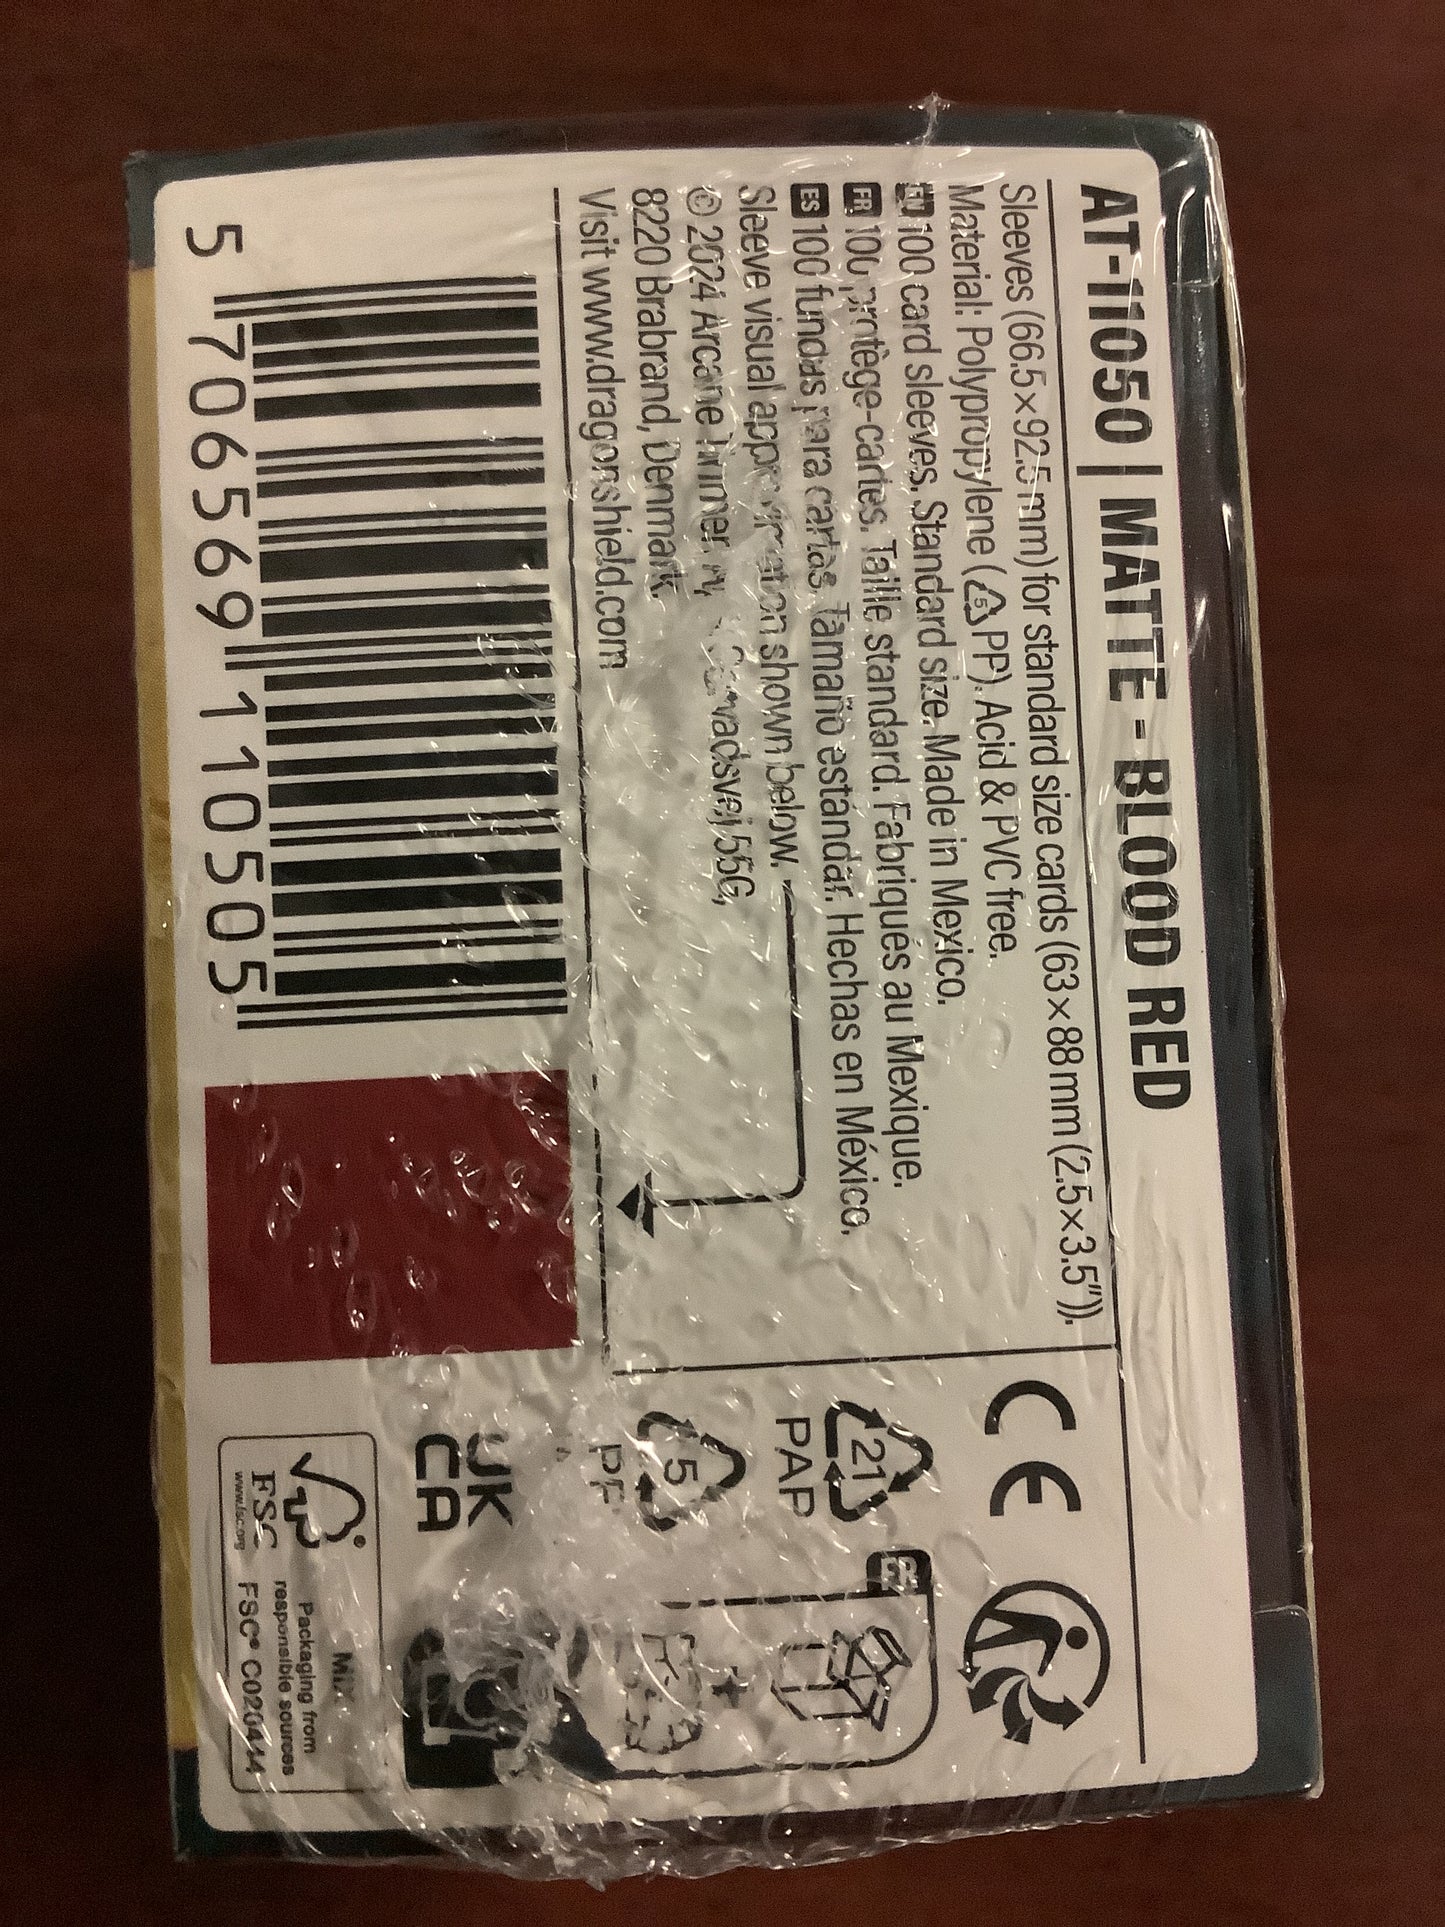 AT-11050 | MATTE - BLOOD RED
Sleeves (66.5×92.5 mm) for standard size cards (63×88 mm (2.5×3.5")).
Material: Polypropylene (5 PP). Acid & PVC free.
EN 100 card sleeves. Standard size. Made in Mexico.
FR 100 protège-cartes. Taille standard. Fabriques au Mexique.
ES 100 fundas para cartas. Tamaño estándar. Hechas en México.
Sleeve visual approximation shown below.
© 2024 Arcane 55G,
8220 Brabrand, Denmark.
Visit www.dragonshield.com
5 706569 110505
CE
21
PAP
5
UK
CA
FSC
www.fsc.org
MIX
Packaging from
responsible sources
FSC® C020444